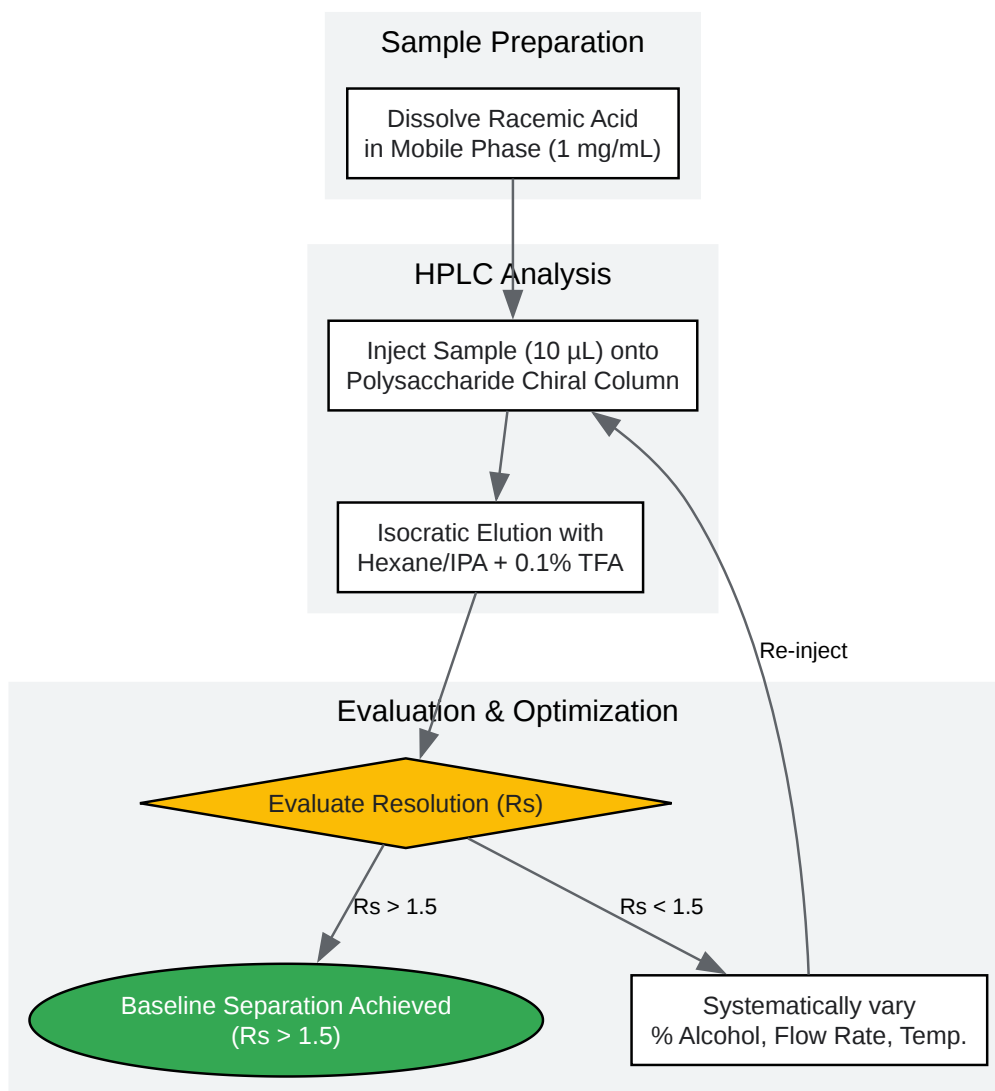 Sample Preparation
Dissolve Racemic Acid
in Mobile Phase (1 mg/mL)
HPLC Analysis
Inject Sample (10 µL) onto
Polysaccharide Chiral Column
Isocratic Elution with
Hexane/IPA + 0.1% TFA
Re-inject
Evaluation & Optimization
Evaluate Resolution (Rs)
Rs > 1.5
Rs < 1.5
Baseline Separation Achieved
(Rs > 1.5)
Systematically vary
% Alcohol, Flow Rate, Temp.